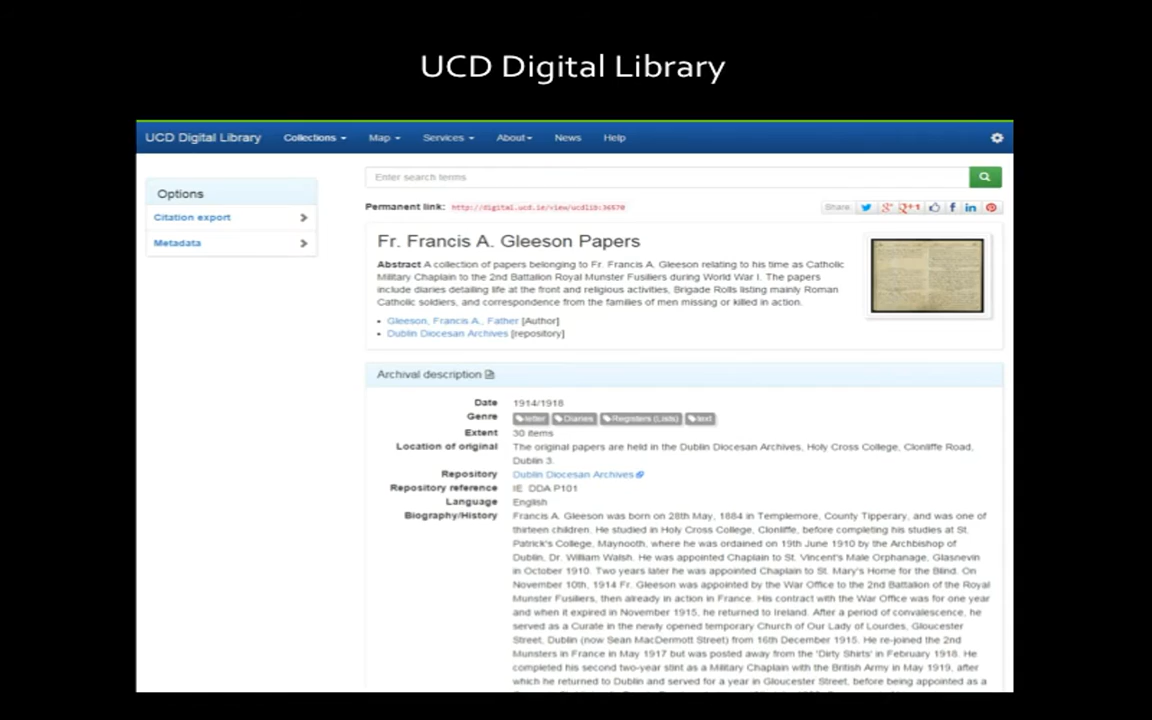 UCD Digital Library
UCD Digital Library Collections Map Services About News Help
Enter search terms
Options
Citation export
Metadata
Permanent link: http://digital.ucd.ie/view/ucdlib:36570
Share: +1
Fr. Francis A. Gleeson Papers
Abstract A collection of papers belonging to Fr. Francis A. Gleeson relating to his time as Catholic
Military Chaplain to the 2nd Battalion Royal Munster Fusiliers during World War I. The papers
include diaries detailing life at the front and religious activities, Brigade Rolls listing mainly Roman
Catholic soldiers, and correspondence from the families of men missing or killed in action.
• Gleeson, Francis A., Father [Author]
• Dublin Diocesan Archives [repository]
Archival description
Date 1914/1918
Genre letter Diaries Registers (Lists) text
Extent 30 items
Location of original The original papers are held in the Dublin Diocesan Archives, Holy Cross College, Clonliffe Road,
Dublin 3.
Repository Dublin Diocesan Archives
Repository reference IE DDA P101
Language English
Biography/History Francis A. Gleeson was born on 28th May, 1884 in Templemore, County Tipperary, and was one of
thirteen children. He studied in Holy Cross College, Clonliffe, before completing his studies at St.
Patrick's College, Maynooth, where he was ordained on 19th June 1910 by the Archbishop of
Dublin, Dr. William Walsh. He was appointed Chaplain to St. Vincent's Male Orphanage, Glasnevin
in October 1910. Two years later he was appointed Chaplain to St. Mary's Home for the Blind. On
November 10th, 1914 Fr. Gleeson was appointed by the War Office to the 2nd Battalion of the Royal
Munster Fusiliers, then already in action in France. His contract with the War Office was for one year
and when it expired in November 1915, he returned to Ireland. After a period of convalescence, he
served as a Curate in the newly opened temporary Church of Our Lady of Lourdes, Gloucester
Street, Dublin (now Sean MacDermott Street) from 16th December 1915. He re-joined the 2nd
Munsters in France in May 1917 but was posted away from the 'Dirty Shirts' in February 1918. He
completed his second two-year stint as a Military Chaplain with the British Army in May 1919, after
which he returned to Dublin and served for a year in Gloucester Street, before being appointed as a